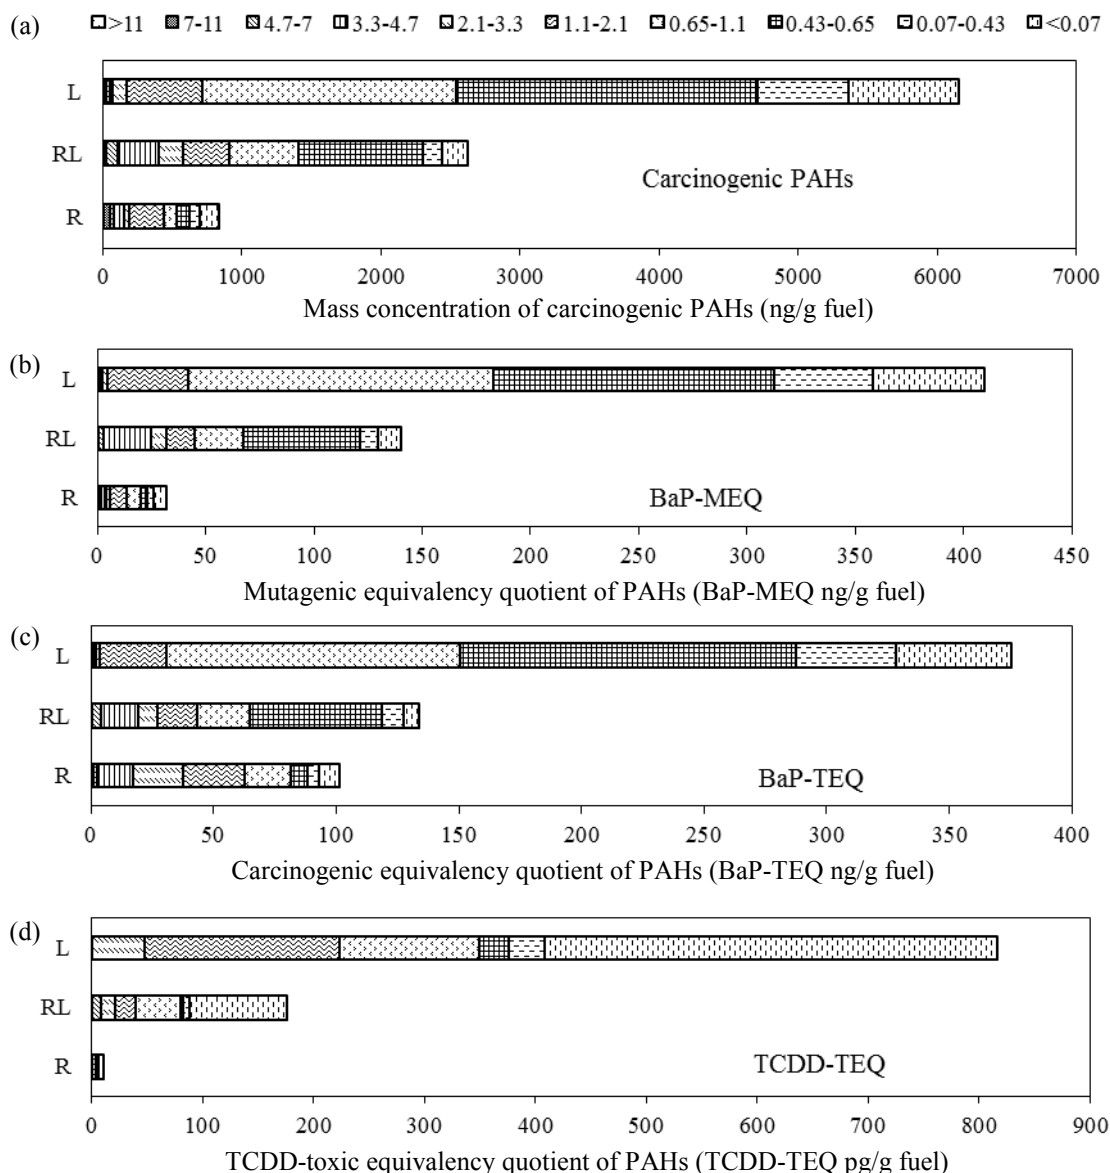 (a) >11 7-11 4.7-7 3.3-4.7 2.1-3.3 1.1-2.1 0.65-1.1 0.43-0.65 0.07-0.43 <0.07
L
RL
Carcinogenic PAHs
R
0 1000 2000 3000 4000 5000 6000 7000
Mass concentration of carcinogenic PAHs (ng/g fuel)
(b)
L
RL
R
BaP-MEQ
0 50 100 150 200 250 300 350 400 450
Mutagenic equivalency quotient of PAHs (BaP-MEQ ng/g fuel)
(c)
L
RL
R
BaP-TEQ
0 50 100 150 200 250 300 350 400
Carcinogenic equivalency quotient of PAHs (BaP-TEQ ng/g fuel)
(d)
L
RL
R
TCDD-TEQ
0 100 200 300 400 500 600 700 800 900
TCDD-toxic equivalency quotient of PAHs (TCDD-TEQ pg/g fuel)